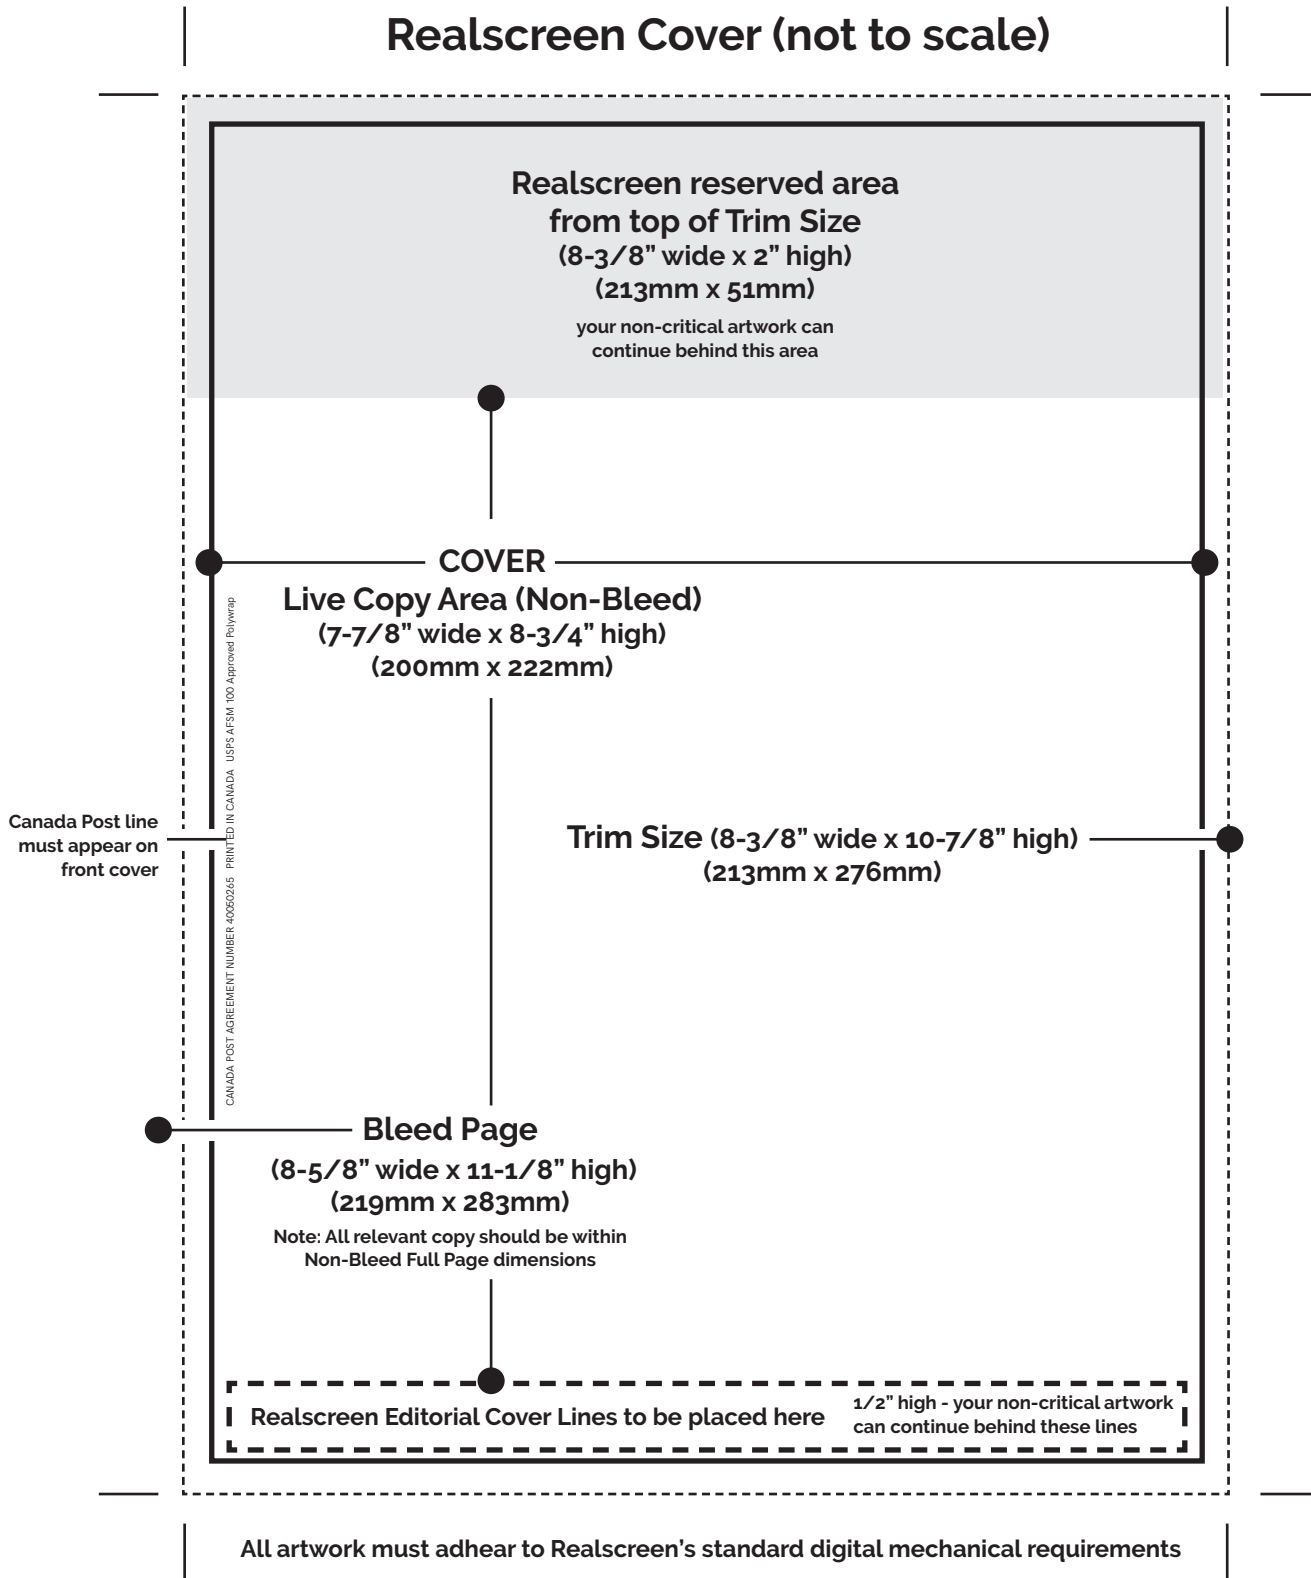 Realscreen Cover (not to scale)
Realscreen reserved area
from top of Trim Size
(8-3/8” wide x 2” high)
(213mm x 51mm)
your non-critical artwork can
continue behind this area
COVER
Live Copy Area (Non-Bleed)
(7-7/8” wide x 8-3/4” high)
(200mm x 222mm)
CANADA POST AGREEMENT NUMBER 40050265 PRINTED IN CANADA USPS AFSM 100 Approved Polywrap
Canada Post line
must appear on
front cover
Trim Size (8-3/8” wide x 10-7/8” high)
(213mm x 276mm)
Bleed Page
(8-5/8” wide x 11-1/8” high)
(219mm x 283mm)
Note: All relevant copy should be within
Non-Bleed Full Page dimensions
Realscreen Editorial Cover Lines to be placed here
1/2” high - your non-critical artwork
can continue behind these lines
All artwork must adhear to Realscreen’s standard digital mechanical requirements